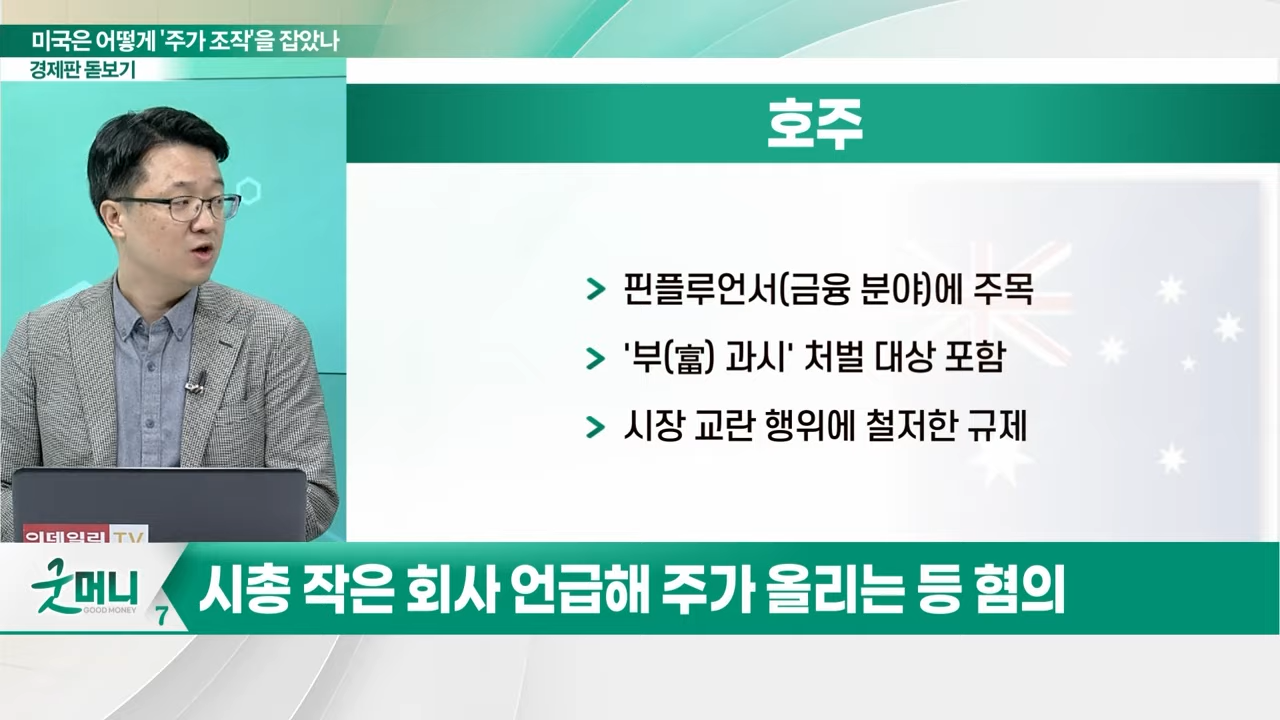 미국은 어떻게 '주가 조작'을 잡았나
경제판 돋보기
호주
핀플루언서(금융 분야)에 주목
'부(富) 과시' 처벌 대상 포함
시장 교란 행위에 철저한 규제
이데일리 TV
굿머니
GOOD MONEY
7
시총 작은 회사 언급해 주가 올리는 등 혐의